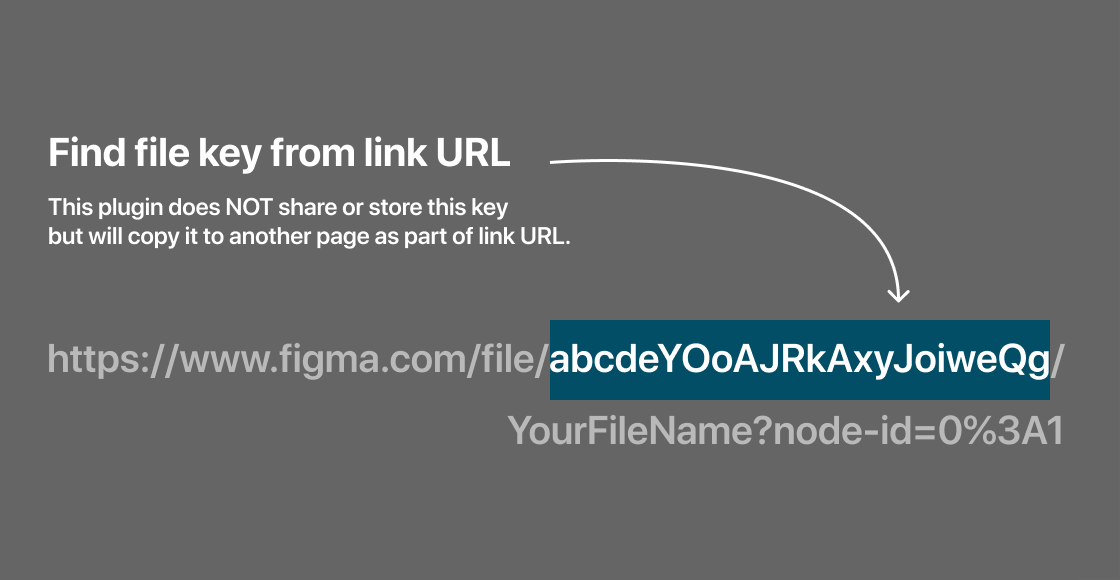 Find file key from link URL
This plugin does NOT share or store this key
but will copy it to another page as part of link URL.
https://www.figma.com/file/abcdeYOoAJRkAxyJoiweQg/
YourFileName?node-id=0%3A1